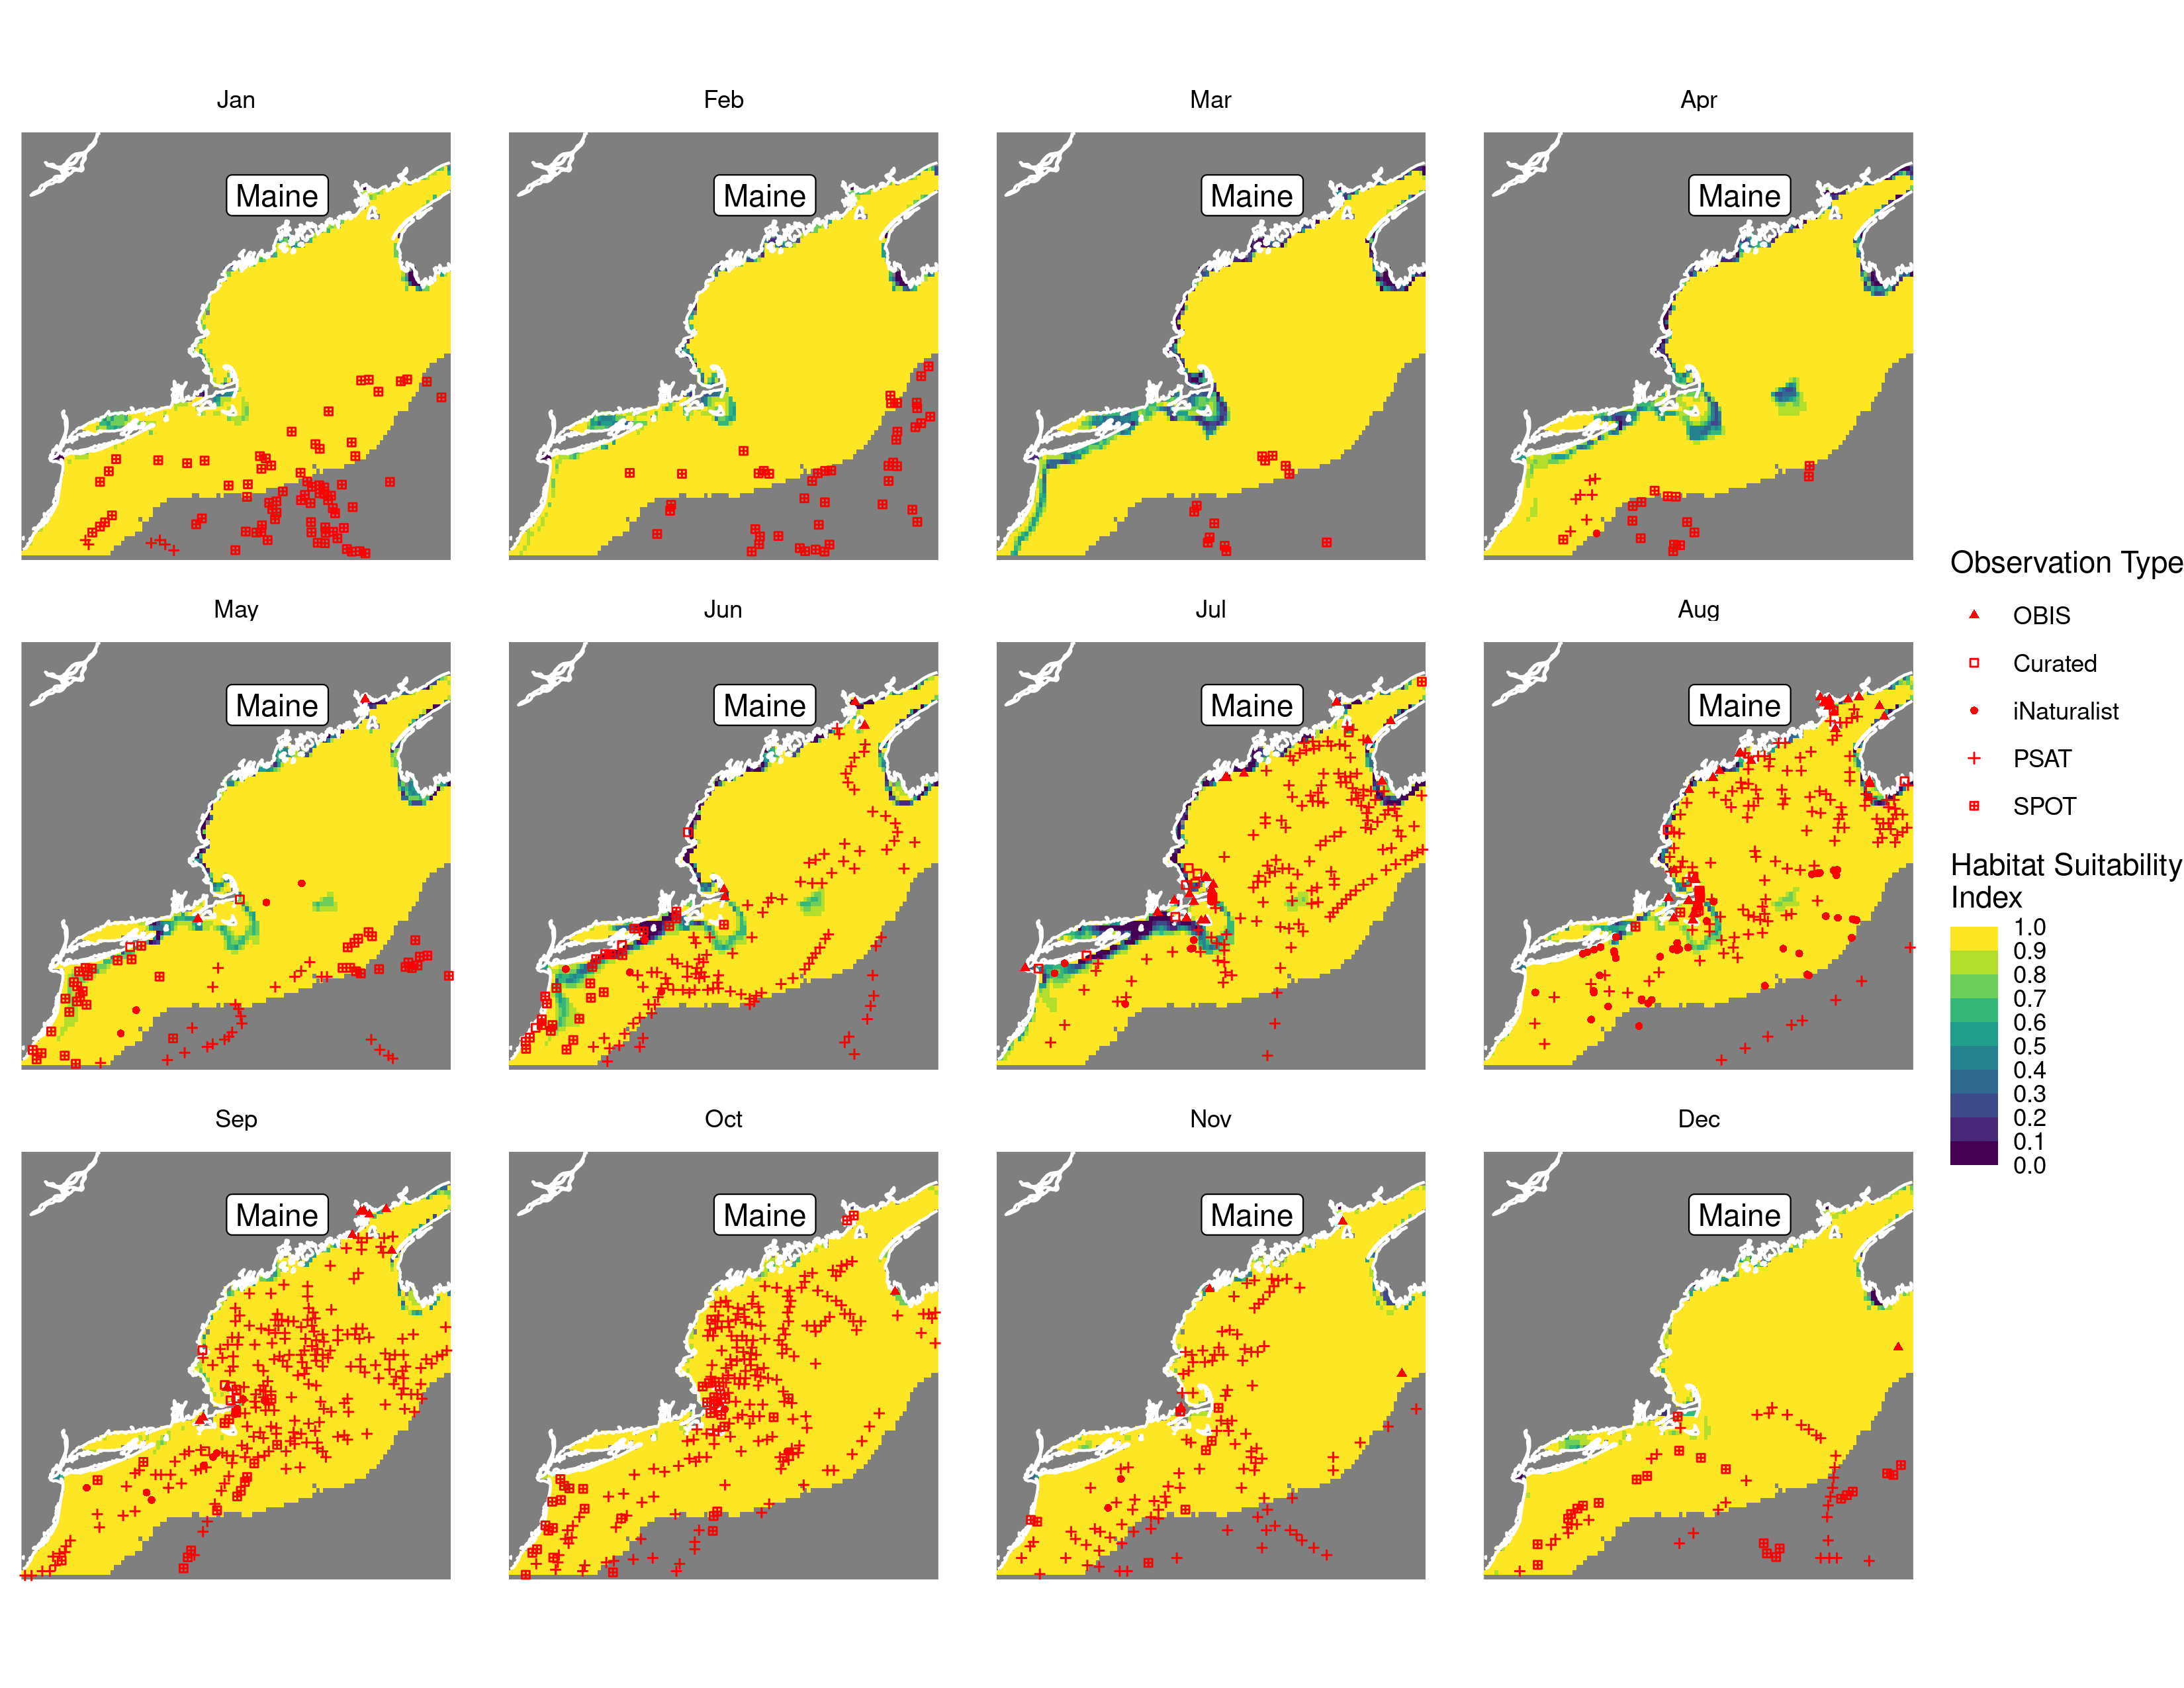 Jan
Feb
Mar
Apr
Maine
Maine
Maine
Maine
May
Jun
Jul
Aug
Maine
Maine
Maine
Maine
Sep
Oct
Nov
Dec
Maine
Maine
Maine
Maine
Observation Type
OBIS
Curated
iNaturalist
PSAT
SPOT
Habitat Suitability
Index
1.0
0.9
0.8
0.7
0.6
0.5
0.4
0.3
0.2
0.1
0.0